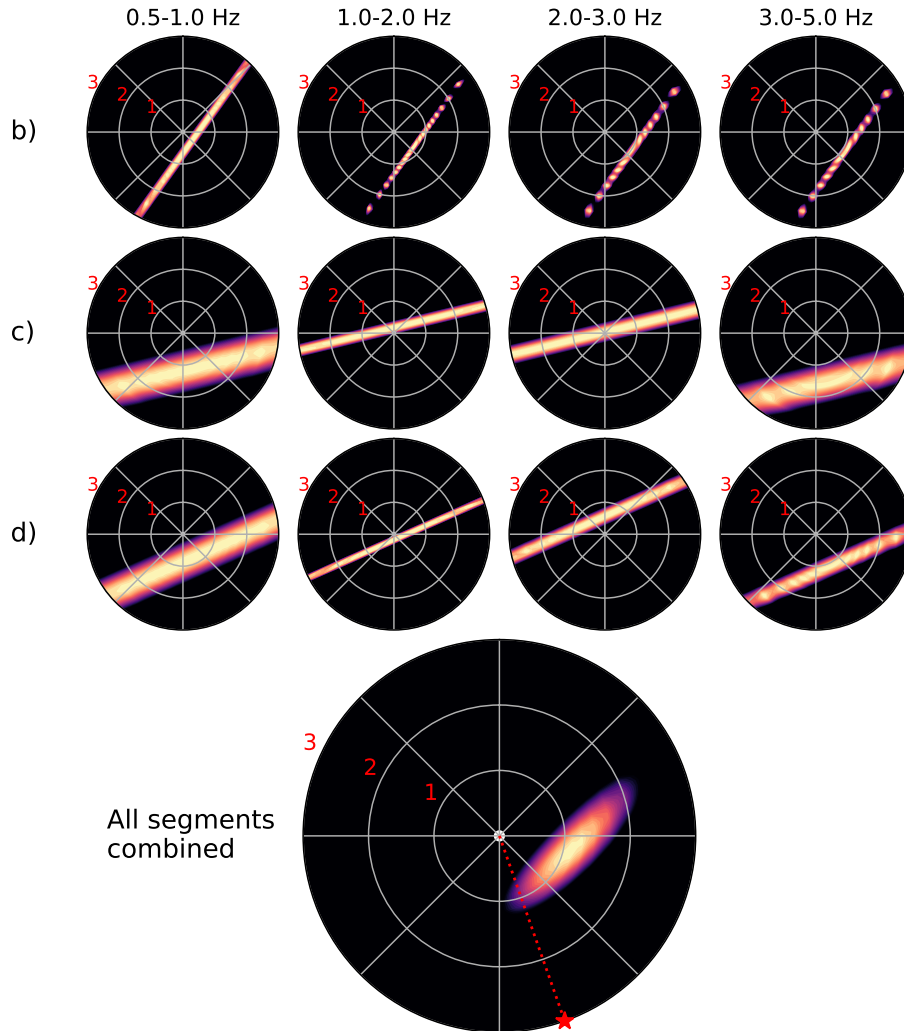 0.5-1.0 Hz 1.0-2.0 Hz 2.0-3.0 Hz 3.0-5.0 Hz
b) 3 2 1 3 2 1 3 2 1 3 2 1
c) 3 2 1 3 2 1 3 2 1 3 2 1
d) 3 2 1 3 2 1 3 2 1 3 2 1
3
2
1
All segments
combined